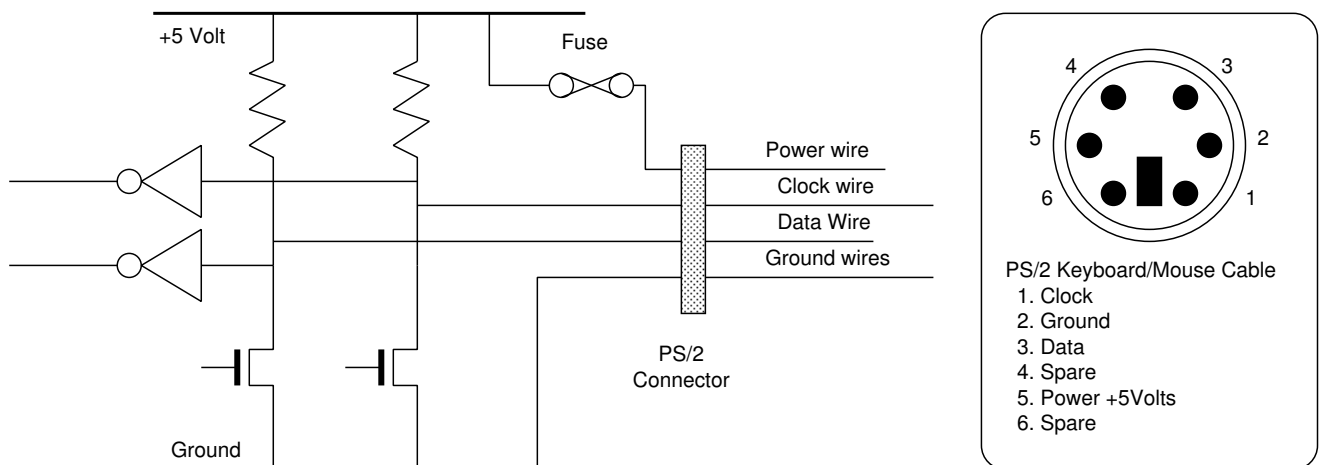 +5 Volt
Fuse
Power wire
Clock wire
Data Wire
Ground wires
PS/2
Connector
Ground
4
3
5
2
6
1
PS/2 Keyboard/Mouse Cable
1. Clock
2. Ground
3. Data
4. Spare
5. Power +5Volts
6. Spare